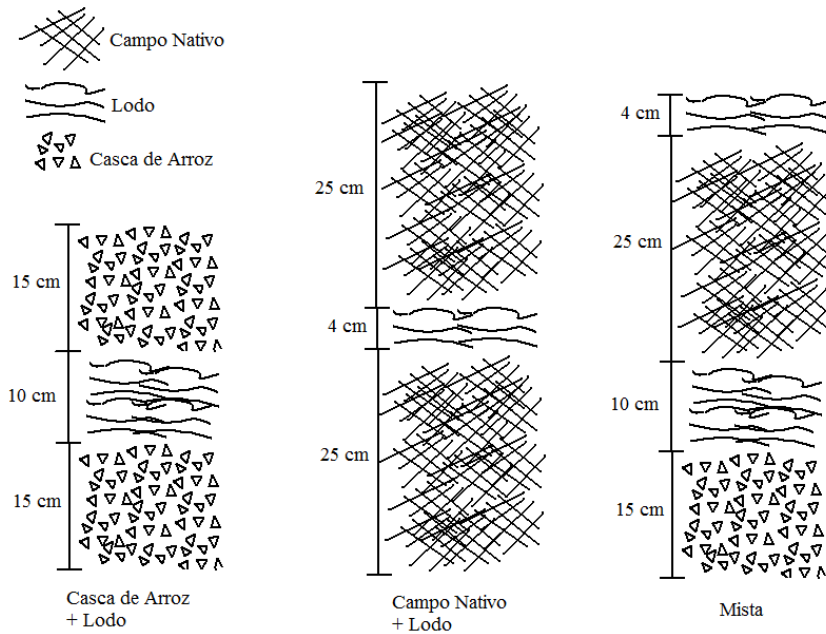 Campo Nativo
Lodo
Casca de Arroz
15 cm
10 cm
15 cm
Casca de Arroz
+ Lodo
25 cm
4 cm
25 cm
Campo Nativo
+ Lodo
4 cm
25 cm
10 cm
15 cm
Mista